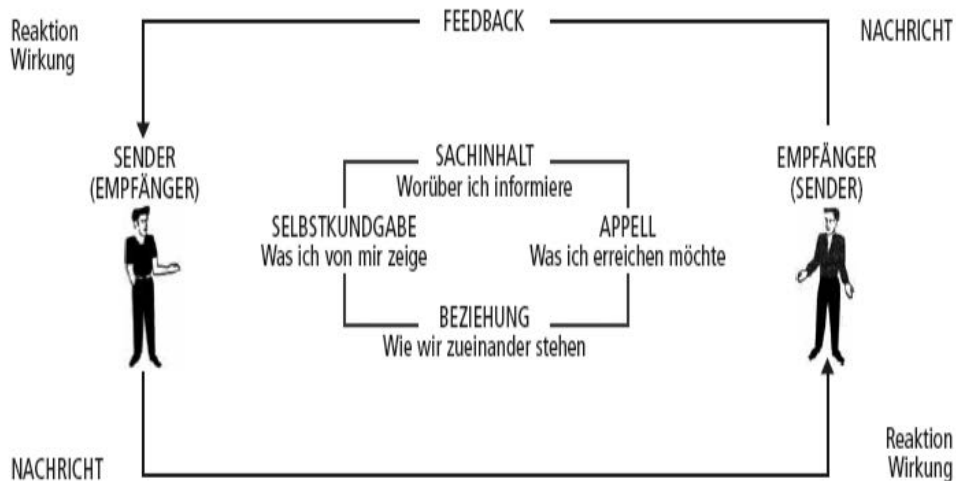 FEEDBACK
Reaktion
Wirkung
NACHRICHT
SENDER
(EMPFÄNGER)
SACHINHALT
Worüber ich informiere
EMPFÄNGER
(SENDER)
SELBSTKUNDGABE
Was ich von mir zeige
APPELL
Was ich erreichen möchte
BEZIEHUNG
Wie wir zueinander stehen
NACHRICHT
Reaktion
Wirkung